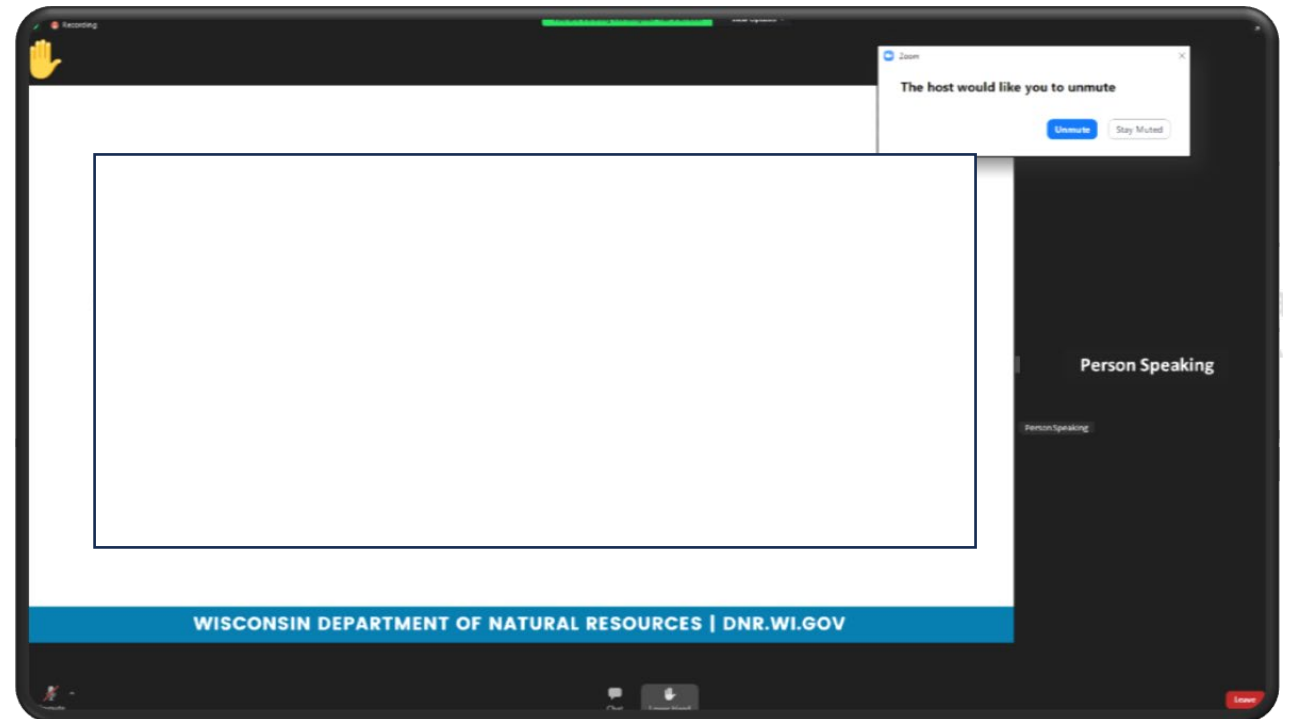 Recording
Zoom
The host would like you to unmute
Unmute
Stay Muted
Person Speaking
Person Speaking
WISCONSIN DEPARTMENT OF NATURAL RESOURCES | DNR.WI.GOV
Leave